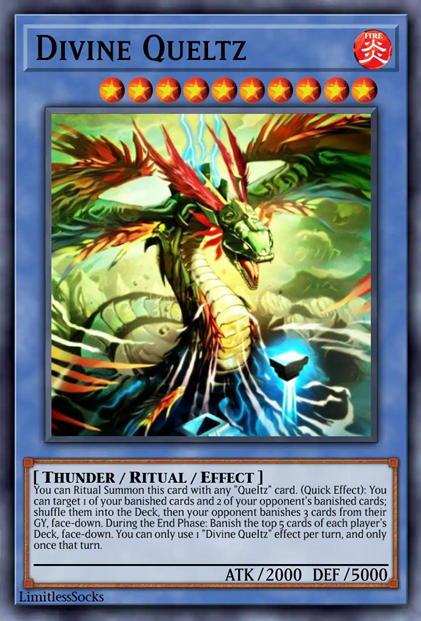 Divine Queltz
FIRE
炎
[ Thunder / Ritual / Effect ]
You can Ritual Summon this card with any "Queltz" card. (Quick Effect): You
can target 1 of your banished cards and 2 of your opponent's banished cards;
shuffle them into the Deck, then your opponent banishes 3 cards from their
GY, face-down. During the End Phase: Banish the top 5 cards of each player's
Deck, face-down. You can only use 1 "Divine Queltz" effect per turn, and only
once that turn.
ATK/2000 DEF/5000
LimitlessSocks